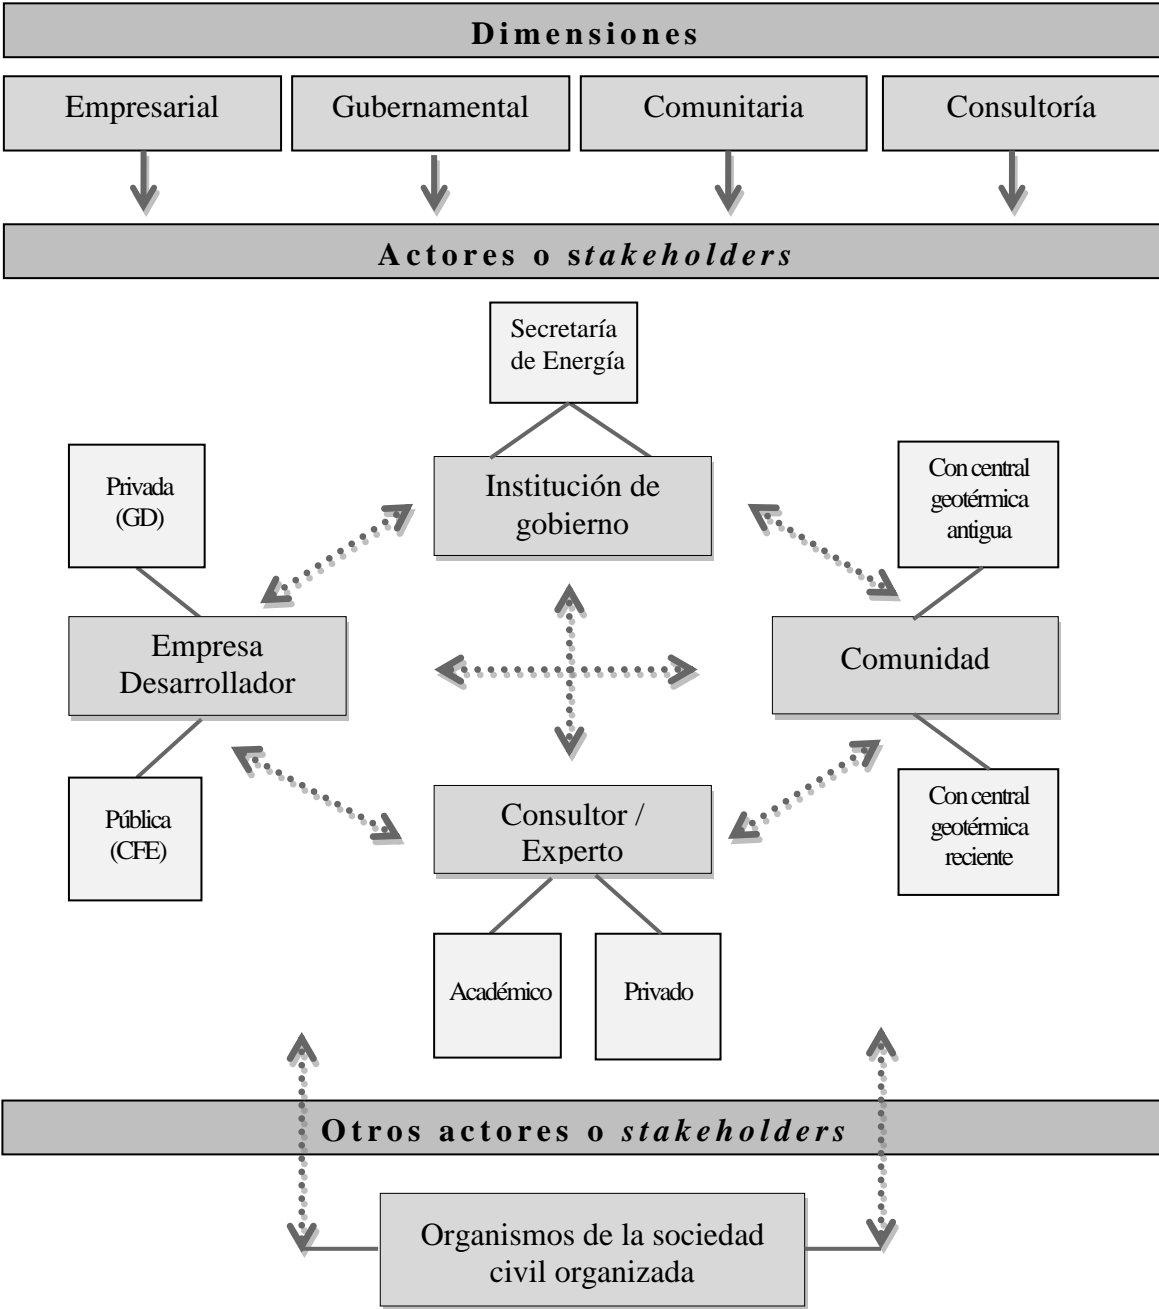 Dimensiones
Empresarial
Gubernamental
Comunitaria
Consultoría
Actores o stakeholders
Secretaría
de Energía
Privada
(GD)
Institución de
gobierno
Con central
geotérmica
antigua
Empresa
Desarrollador
Comunidad
Pública
(CFE)
Consultor /
Experto
Con central
geotérmica
reciente
Académico
Privado
Otros actores o stakeholders
Organismos de la sociedad
civil organizada